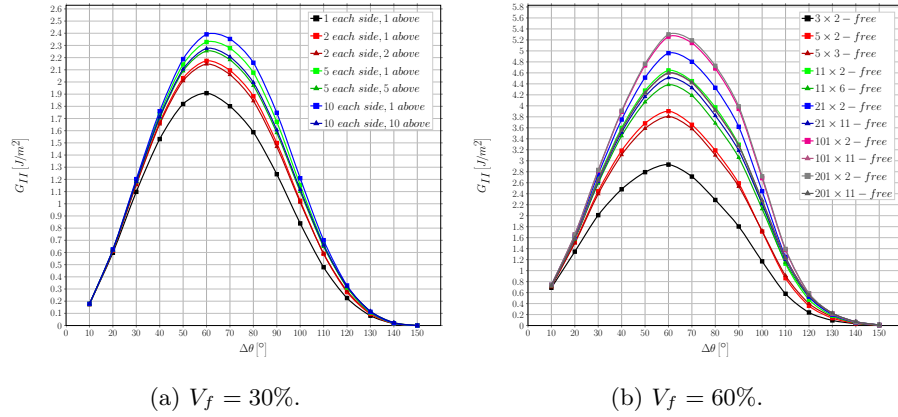 2.6
2.5
2.4
2.3
2.2
2.1
2
1.9
1.8
1.7
1.6
1.5
1.4
1.3
1.2
1.1
1
0.9
0.8
0.7
0.6
0.5
0.4
0.3
0.2
0.1
0
G_{II} [J/m^2]
0 10 20 30 40 50 60 70 80 90 100 110 120 130 140 150
Δθ [°]
1 each side, 1 above
2 each side, 1 above
2 each side, 2 above
5 each side, 1 above
5 each side, 5 above
10 each side, 1 above
10 each side, 10 above
(a) V_f = 30%.
5.8
5.6
5.4
5.2
5
4.8
4.6
4.4
4.2
4
3.8
3.6
3.4
3.2
3
2.8
2.6
2.4
2.2
2
1.8
1.6
1.4
1.2
1
0.8
0.6
0.4
0.2
0
G_{II} [J/m^2]
0 10 20 30 40 50 60 70 80 90 100 110 120 130 140 150
Δθ [°]
3 × 2 − free
5 × 2 − free
5 × 3 − free
11 × 2 − free
11 × 6 − free
21 × 2 − free
21 × 11 − free
101 × 2 − free
101 × 11 − free
201 × 2 − free
201 × 11 − free
(b) V_f = 60%.